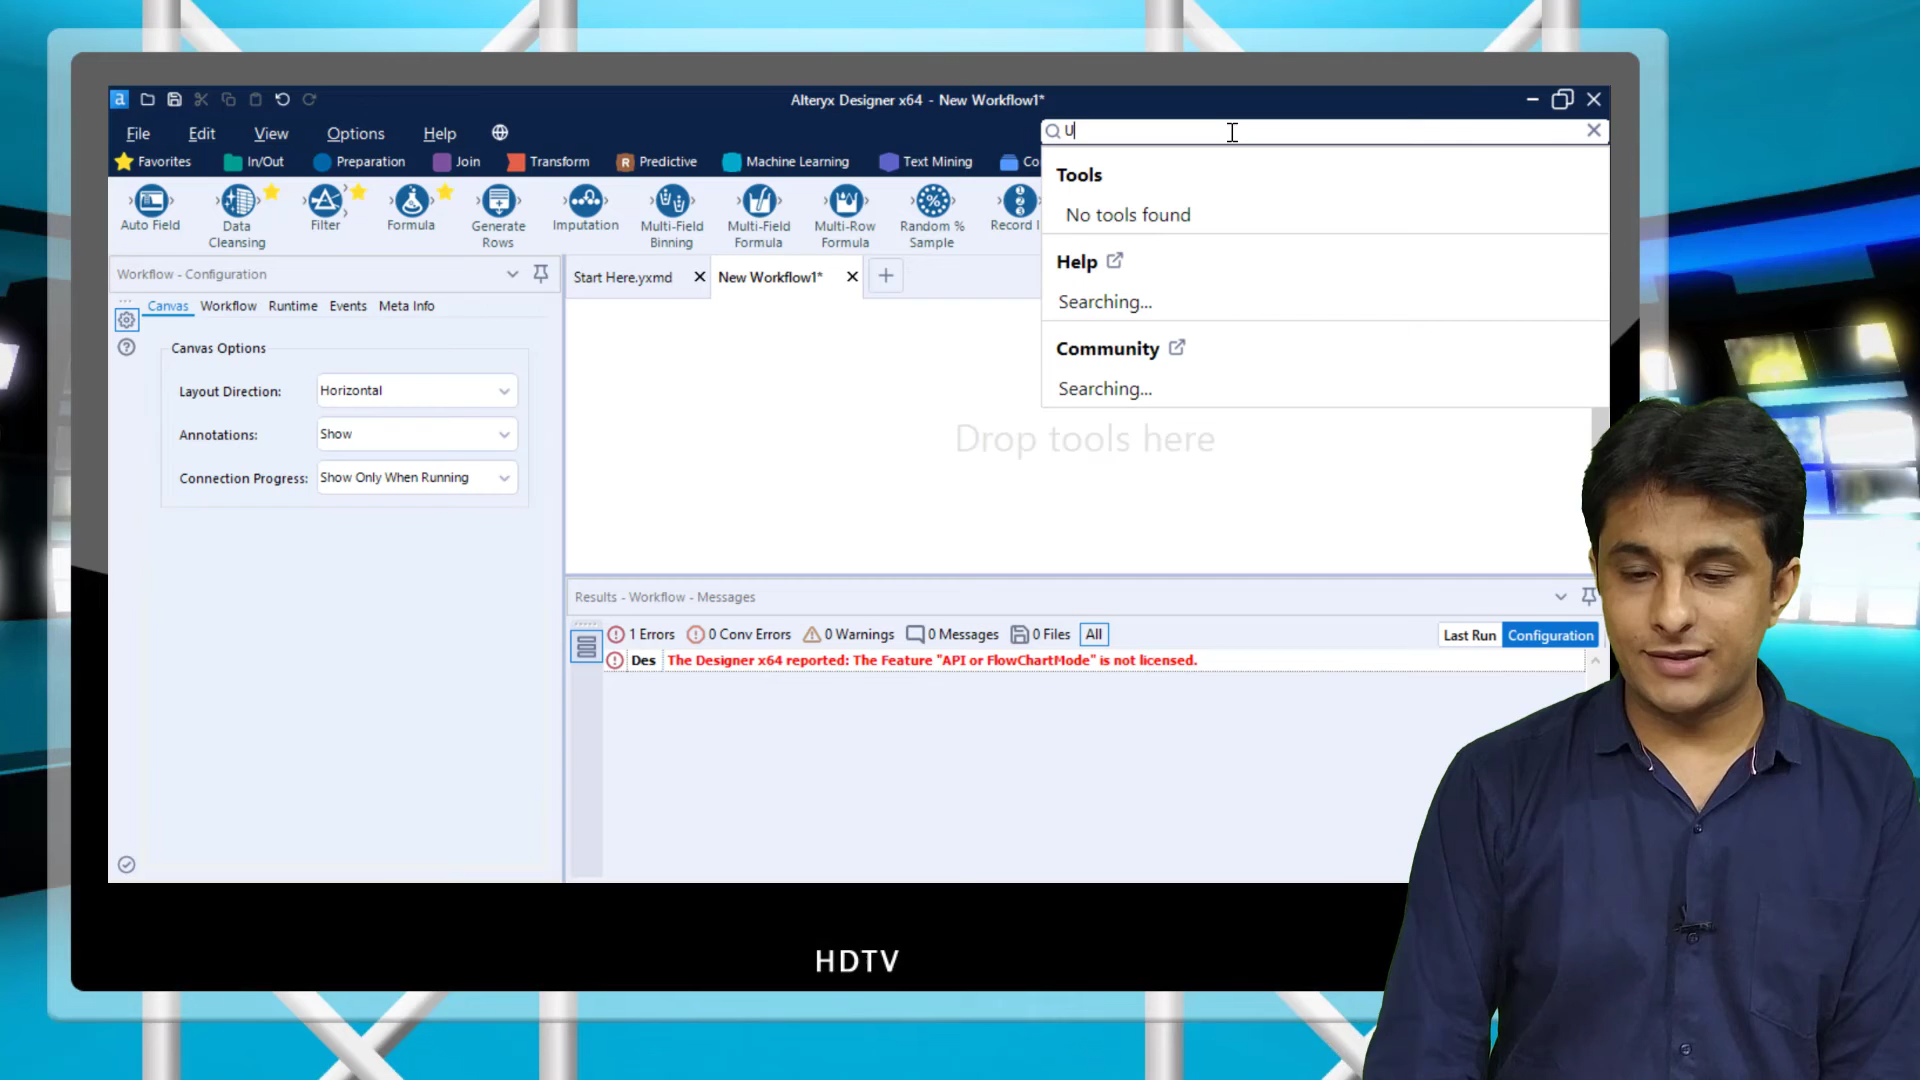 a
Alteryx Designer x64 - New Workflow1*
File Edit View Options Help
U
Favorites In/Out Preparation Join Transform Predictive Machine Learning Text Mining
Auto Field Data Cleansing Filter Formula Generate Rows Imputation Multi-Field Binning Multi-Field Formula Multi-Row Formula Random % Sample Record
Tools
No tools found
Help
Searching...
Community
Searching...
Workflow - Configuration
Start Here.yxmd New Workflow1*
Canvas Workflow Runtime Events Meta Info
Canvas Options
Layout Direction: Horizontal
Annotations: Show
Connection Progress: Show Only When Running
Drop tools here
Results - Workflow - Messages
1 Errors 0 Conv Errors 0 Warnings 0 Messages 0 Files All Last Run Configuration
Des The Designer x64 reported: The Feature "API or FlowChartMode" is not licensed.
HDTV